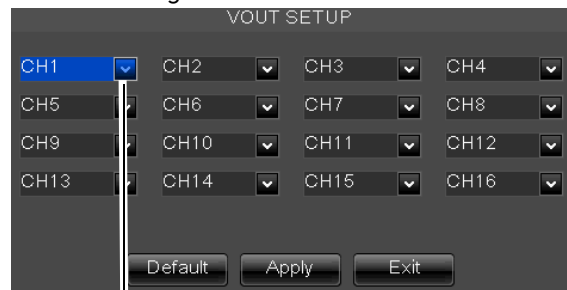 VOUT SETUP
CH1 CH2 CH3 CH4
CH5 CH6 CH7 CH8
CH9 CH10 CH11 CH12
CH13 CH14 CH15 CH16
Default Apply Exit